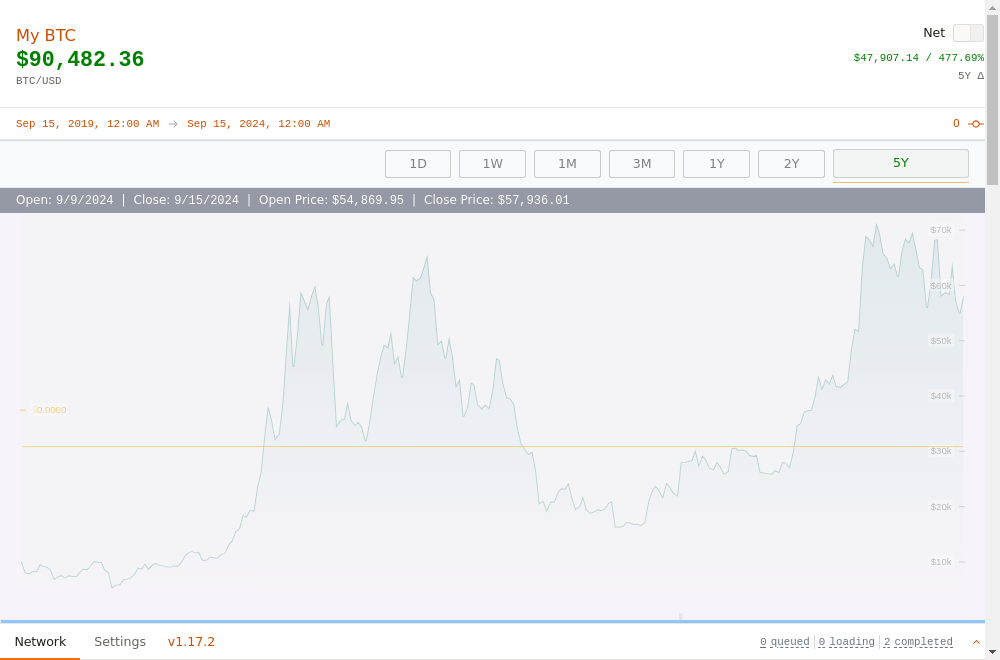 My BTC
Net
$90,482.36
$47,907.14 / 477.69%
BTC/USD
5Y Δ
Sep 15, 2019, 12:00 AM → Sep 15, 2024, 12:00 AM
0
1D 1W 1M 3M 1Y 2Y 5Y
Open: 9/9/2024 | Close: 9/15/2024 | Open Price: $54,869.95 | Close Price: $57,936.01
$70k
$60k
$50k
$40k
0.0000
$30k
$20k
$10k
Network Settings v1.17.2
0 queued 0 loading 2 completed